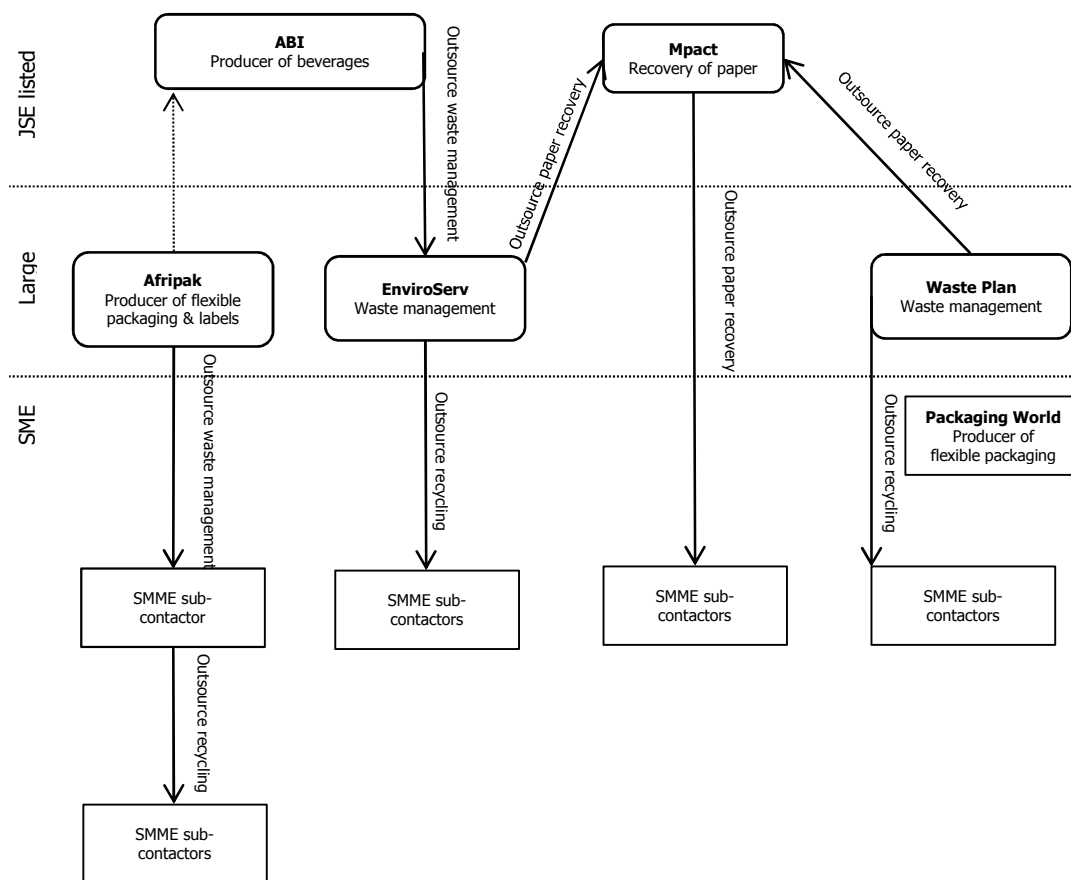 JSE listed
ABI
Producer of beverages
Outsource waste management
Outsource paper recovery
Mpact
Recovery of paper
Outsource paper recovery
Large
Afripak
Producer of flexible
packaging & labels
EnviroServ
Waste management
Outsource paper recovery
Waste Plan
Waste management
SME
Outsource waste management
Outsource recycling
Outsource recycling
Packaging World
Producer of
flexible packaging
SMME sub-
contactor
SMME sub-
contactors
SMME sub-
contactors
SMME sub-
contactors
Outsource recycling
SMME sub-
contactors